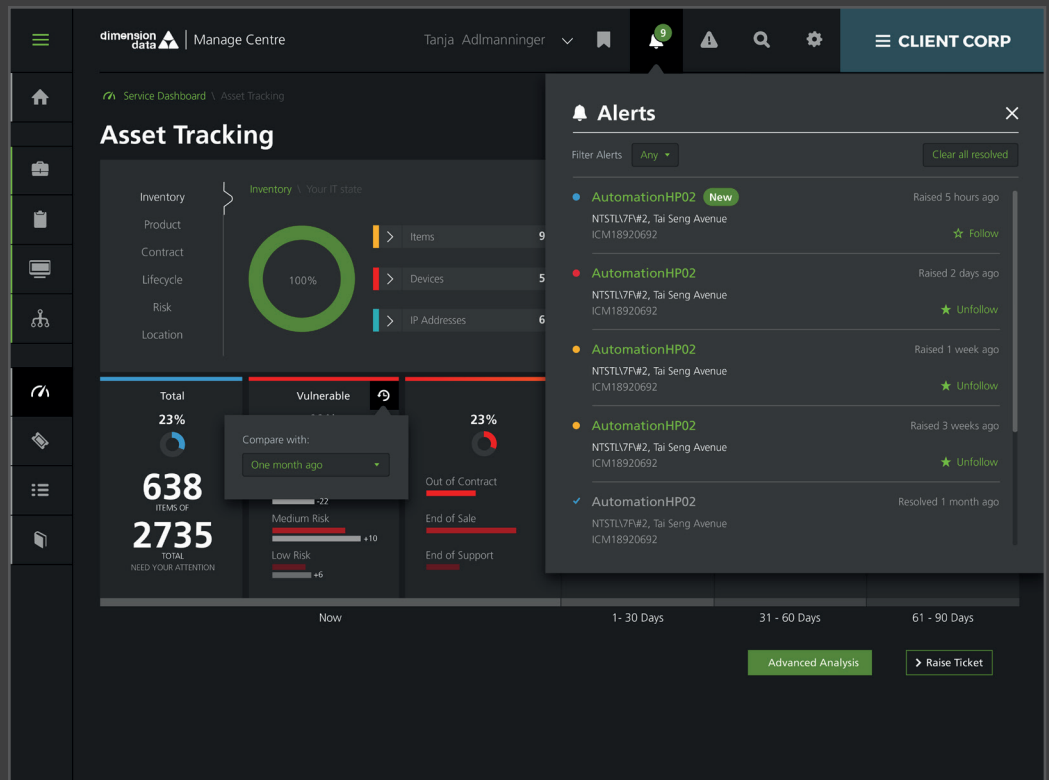 dimension
data
Manage Centre
Tanja Adlmanninger
9
CLIENT CORP
Service Dashboard \ Asset Tracking
Asset Tracking
Inventory
Product
Contract
Lifecycle
Risk
Location
Inventory \ Your IT state
100%
Items 9
Devices 5
IP Addresses 6
Total
23%
638
ITEMS OF
2735
TOTAL
NEED YOUR ATTENTION
Vulnerable
Compare with:
One month ago
-22
Medium Risk
+10
Low Risk
+6
23%
Out of Contract
End of Sale
End of Support
Now
1- 30 Days
31 - 60 Days
61 - 90 Days
Advanced Analysis
Raise Ticket
Alerts
Filter Alerts Any
Clear all resolved
AutomationHP02 New
Raised 5 hours ago
NTSTL\7F\#2, Tai Seng Avenue
ICM18920692
Follow
AutomationHP02
Raised 2 days ago
NTSTL\7F\#2, Tai Seng Avenue
ICM18920692
Unfollow
AutomationHP02
Raised 1 week ago
NTSTL\7F\#2, Tai Seng Avenue
ICM18920692
Unfollow
AutomationHP02
Raised 3 weeks ago
NTSTL\7F\#2, Tai Seng Avenue
ICM18920692
Unfollow
AutomationHP02
Resolved 1 month ago
NTSTL\7F\#2, Tai Seng Avenue
ICM18920692